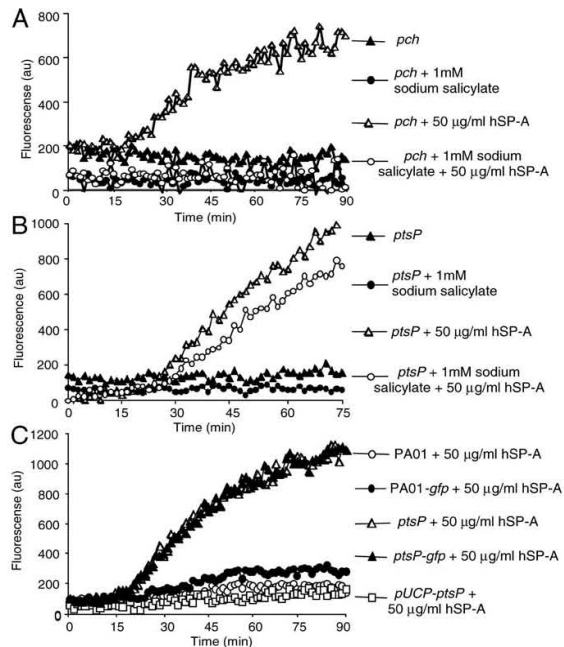 A
Fluorescense (au)
800
600
400
200
0
0 15 30 45 60 75 90
Time (min)
pch
pch + 1mM
sodium salicylate
pch + 50 µg/ml hSP-A
pch + 1mM sodium
salicylate + 50 µg/ml hSP-A
B
Fluorescence (au)
1000
800
600
400
200
0
0 15 30 45 60 75
Time (min)
ptsP
ptsP + 1mM
sodium salicylate
ptsP + 50 µg/ml hSP-A
ptsP + 1mM sodium
salicylate + 50 µg/ml hSP-A
C
Fluorescense (au)
1200
1000
800
600
400
200
0
0 15 30 45 60 75 90
Time (min)
PA01 + 50 µg/ml hSP-A
PA01-gfp + 50 µg/ml hSP-A
ptsP + 50 µg/ml hSP-A
ptsP-gfp + 50 µg/ml hSP-A
pUCP-ptsP +
50 µg/ml hSP-A